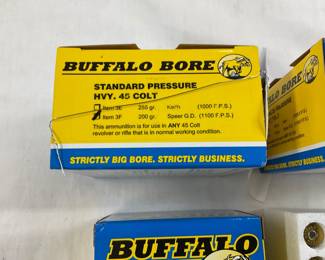 BUFFALO BORE
STANDARD PRESSURE
HVY. 45 COLT
Item 3E 255 gr. Keith (1000 F.P.S.)
Item 3F 200 gr. Speer G.D. (1100 F.P.S.)
This ammunition is for use in ANY 45 Colt
revolver or rifle that is in normal working condition.
STRICTLY BIG BORE. STRICTLY BUSINESS.
BUFFALO
BUFFALO